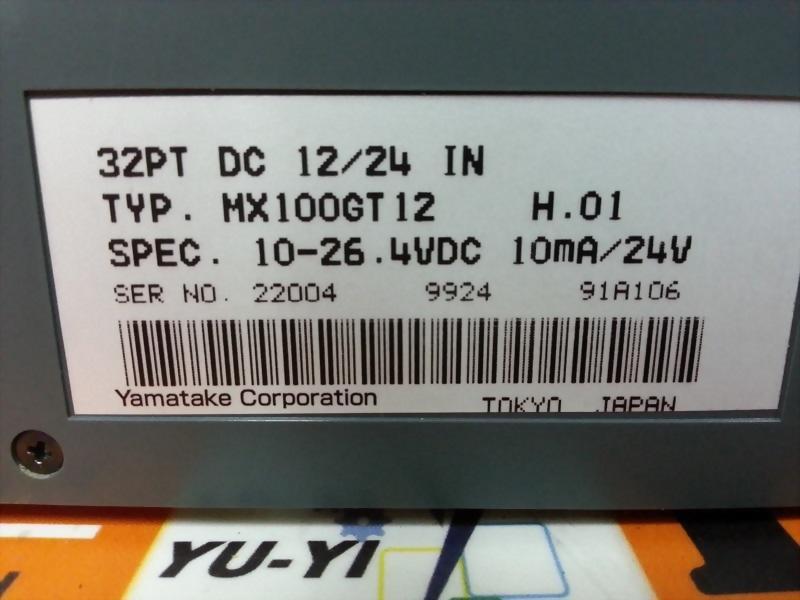 32PT DC 12/24 IN
TYP. MX100GT12 H.01
SPEC. 10-26.4VDC 10mA/24V
SER NO. 22004 9924 91A106
Yamatake Corporation TOKYO JAPAN
YU-YI